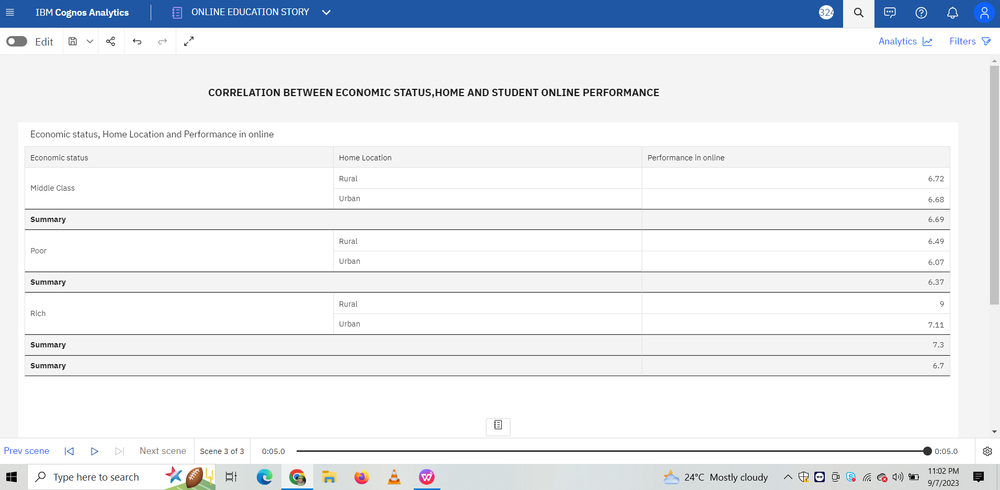 IBM Cognos Analytics
ONLINE EDUCATION STORY
324
Edit
Analytics
Filters
CORRELATION BETWEEN ECONOMIC STATUS,HOME AND STUDENT ONLINE PERFORMANCE
Economic status, Home Location and Performance in online
Economic status Home Location Performance in online
Middle Class
Rural 6.72
Urban 6.68
Summary 6.69
Poor
Rural 6.49
Urban 6.07
Summary 6.37
Rich
Rural 9
Urban 7.11
Summary 7.3
Summary 6.7
Prev scene Next scene Scene 3 of 3 0:05.0 0:05.0
Type here to search
24°C Mostly cloudy
11:02 PM
9/7/2023